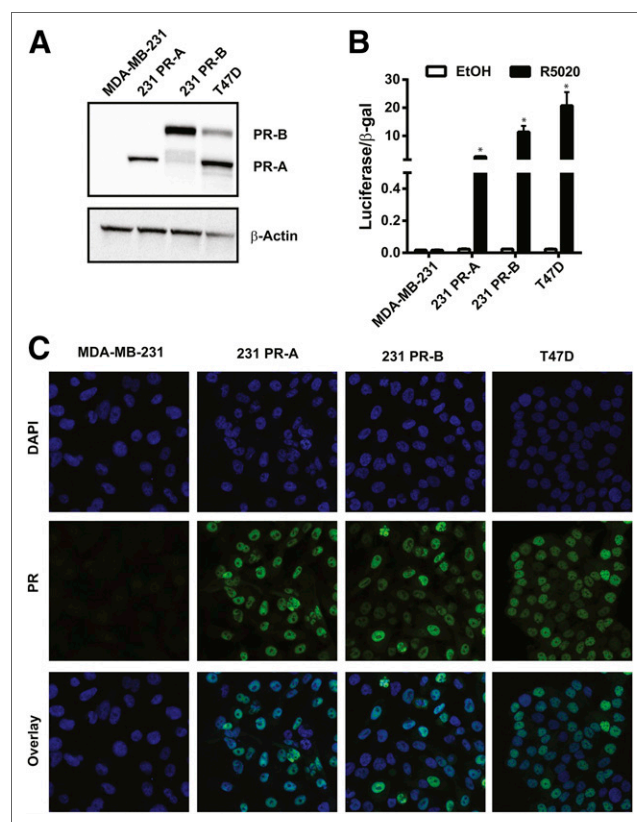 A
MDA-MB-231
231 PR-A
231 PR-B
T47D
PR-B
PR-A
β-Actin
B
EtOH R5020
Luciferase/β-gal
30
20
10
0.4
0.2
0.0
MDA-MB-231
231 PR-A
231 PR-B
T47D
* * *
C
MDA-MB-231 231 PR-A 231 PR-B T47D
DAPI
PR
Overlay